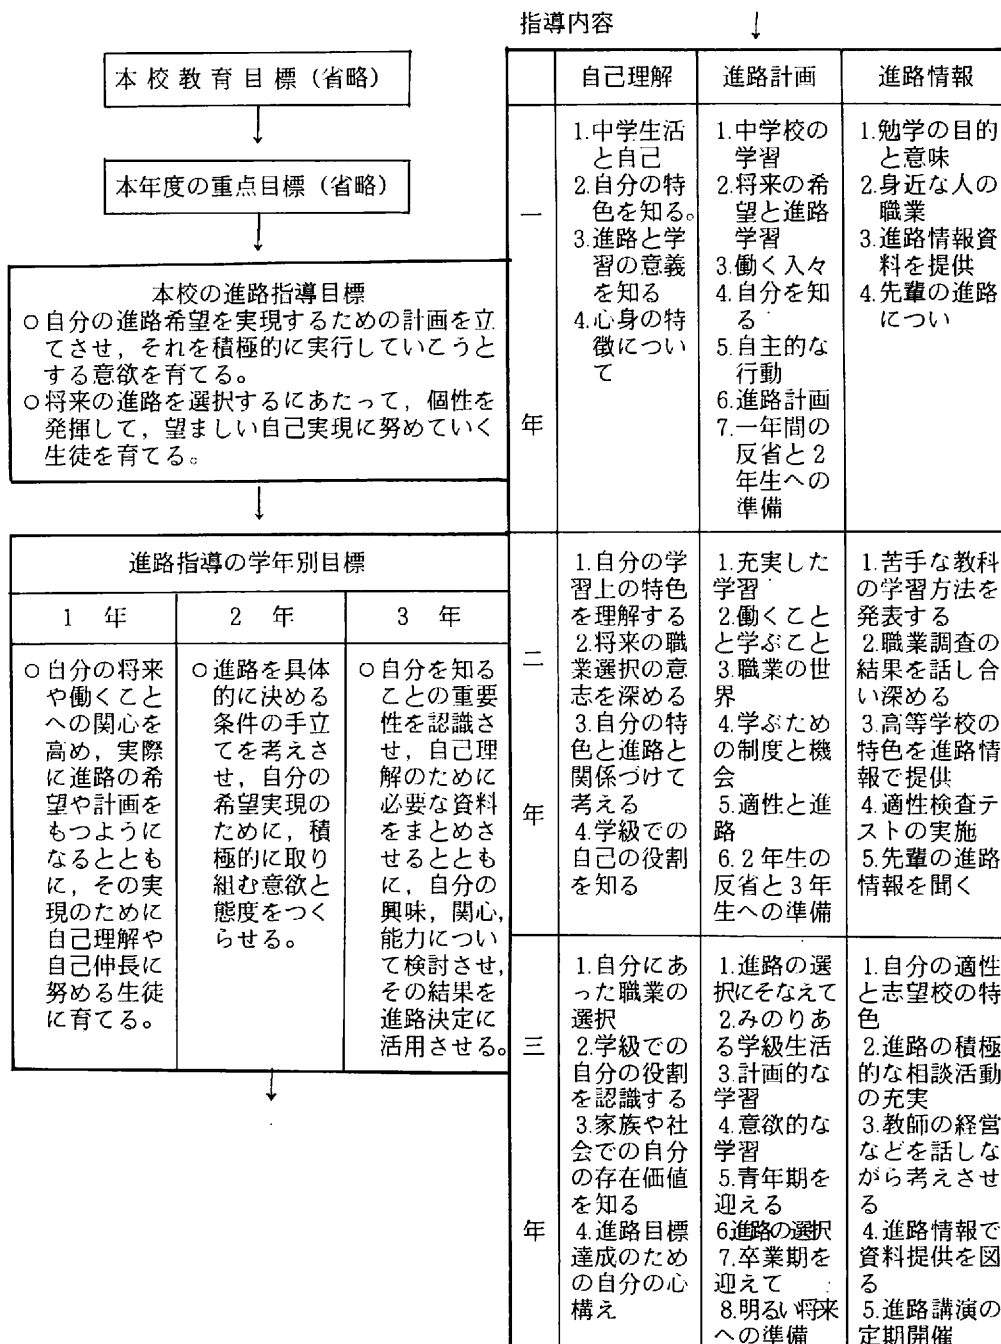 本校教育目標（省略）
本年度の重点目標（省略）
本校の進路指導目標
○自分の進路希望を実現するための計画を立
てさせ，それを積極的に実行していこうと
する意欲を育てる。
○将来の進路を選択するにあたって，個性を
発揮して，望ましい自己実現に努めていく
生徒を育てる。
進路指導の学年別目標
1　年
○自分の将来
や働くこと
への関心を
高め，実際
に進路の希
望や計画を
もつように
なるととも
に，その実
現のために
自己理解や
自己伸長に
努める生徒
に育てる。
2　年
○進路を具体
的に決める
条件の手立
てを考えさ
せ，自分の
希望実現の
ために，積
極的に取り
組む意欲と
態度をつく
らせる。
3　年
○自分を知る
ことの重要
性を認識さ
せ，自己理
解のために
必要な資料
をまとめさ
せるととも
に，自分の
興味，関心，
能力につい
て検討させ，
その結果を
進路決定に
活用させる。
指導内容
自己理解
進路計画
進路情報
一年
1.中学生活
と自己
2.自分の特
色を知る。
3.進路と学
習の意義
を知る
4.心身の特
徴につい
て
1.中学校の
学習
2.将来の希
望と進路
学習
3.働く人々
4.自分を知
る
5.自主的な
行動
6.進路計画
7.一年間の
反省と2
年生への
準備
1.勉学の目的
と意味
2.身近な人の
職業
3.進路情報資
料を提供
4.先輩の進路
につい
二年
1.自分の学
習上の特色
を理解する
2.将来の職
業選択の意
志を深める
3.自分の特
色と進路と
関係づけて
考える
4.学級での
自己の役割
を知る
1.充実した
学習
2.働くこと
と学ぶこと
3.職業の世
界
4.学ぶため
の制度と機
会
5.適性と進
路
6.2年生の
反省と3年
生への準備
1.苦手な教科
の学習方法を
発表する
2.職業調査の
結果を話し合
い深める
3.高等学校の
特色を進路情
報で提供
4.適性検査テ
ストの実施
5.先輩の進路
情報を聞く
三年
1.自分にあ
った職業の
選択
2.学級での
自分の役割
を認識する
3.家族や社
会での自分
の存在価値
を知る
4.進路目標
達成のため
の自分の心
構え
1.進路の選
択にそなえて
2.みのりあ
る学級生活
3.計画的な
学習
4.意欲的な
学習
5.青年期を
迎える
6進路の選択
7.卒業期を
迎えて
8.明るい将来
への準備
1.自分の適性
と志望校の特
色
2.進路の積極
的な相談活動
の充実
3.教師の経営
などを話しな
がら考えさせ
る
4.進路情報で
資料提供を図
る
5.進路講演の
定期開催